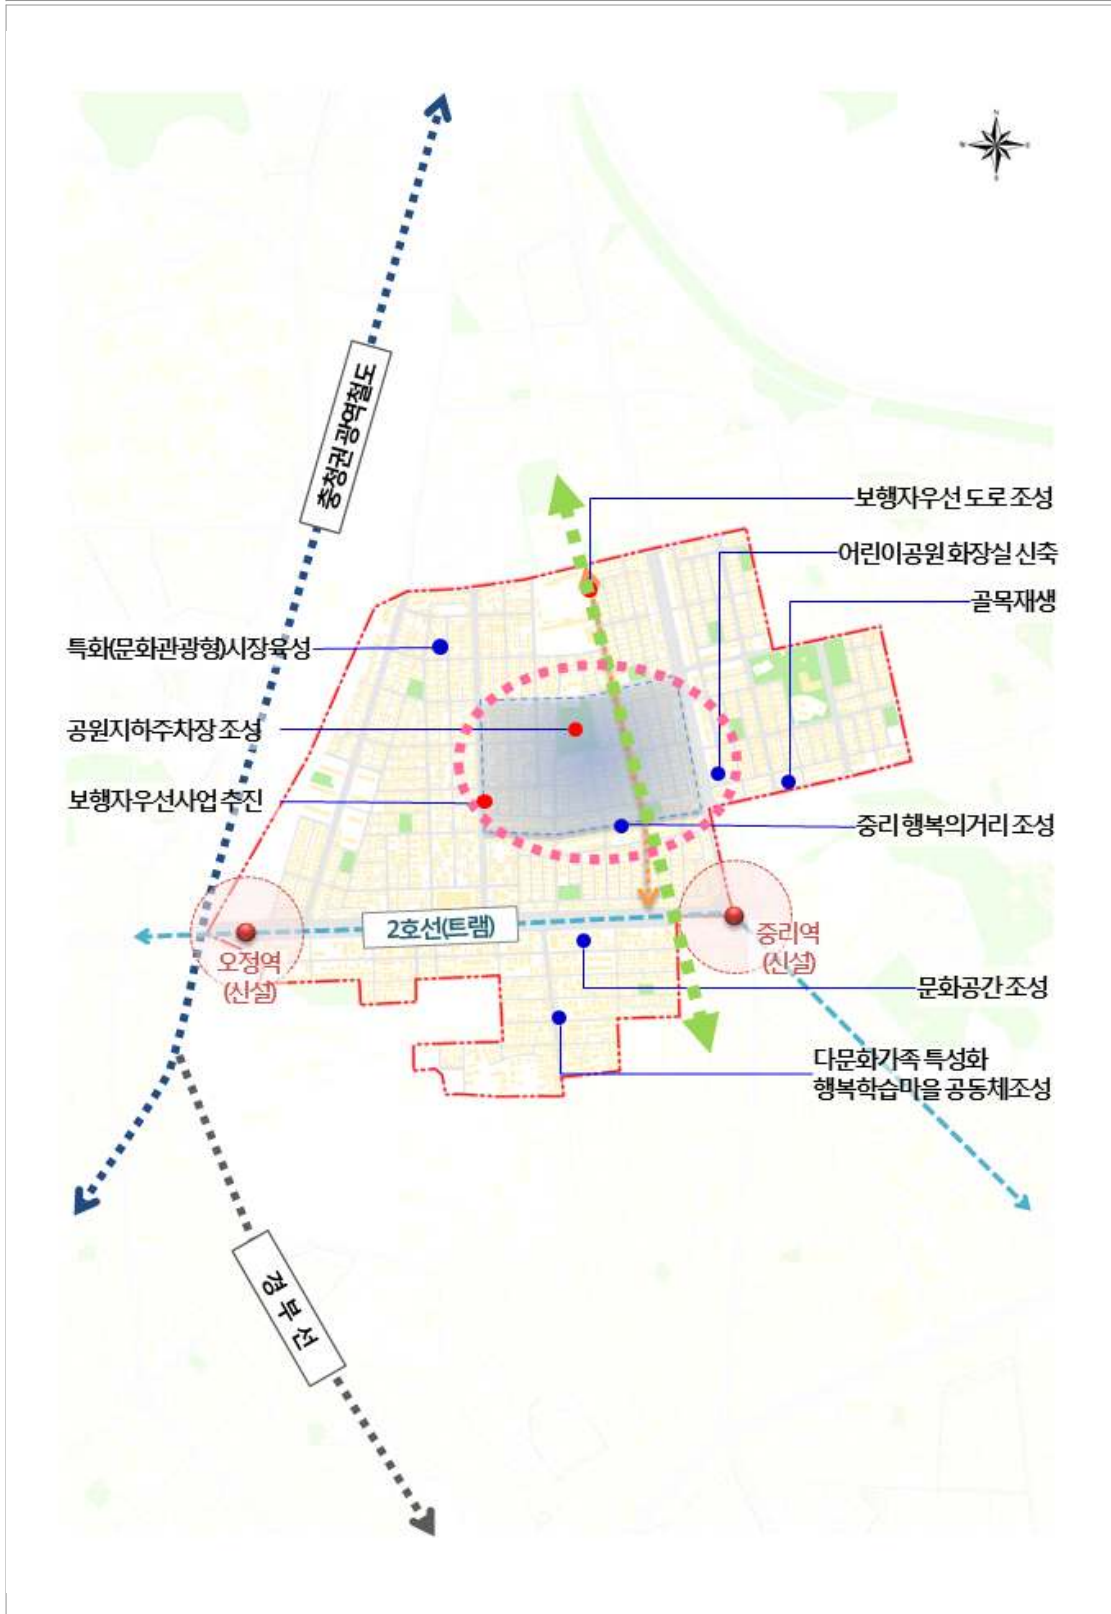 N
W
E
S
충청권 광역철도
보행자우선 도로 조성
어린이공원 화장실 신축
골목재생
특화(문화관광형)시장육성
공원지하주차장 조성
보행자우선사업 추진
중리 행복의거리 조성
2호선(트램)
오정역
(신설)
중리역
(신설)
문화공간 조성
다문화가족 특성화
행복학습마을 공동체조성
경부선